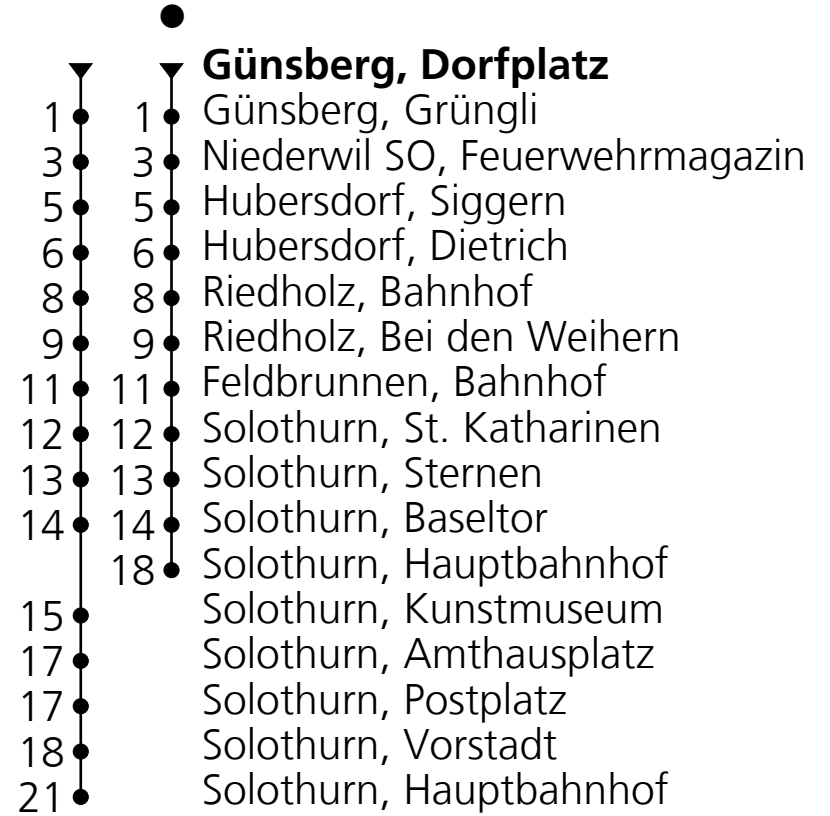 Günsberg, Dorfplatz
1 1 Günsberg, Grüngli
3 3 Niederwil SO, Feuerwehrmagazin
5 5 Hubersdorf, Siggern
6 6 Hubersdorf, Dietrich
8 8 Riedholz, Bahnhof
9 9 Riedholz, Bei den Weihern
11 11 Feldbrunnen, Bahnhof
12 12 Solothurn, St. Katharinen
13 13 Solothurn, Sternen
14 14 Solothurn, Baseltor
18 Solothurn, Hauptbahnhof
15 Solothurn, Kunstmuseum
17 Solothurn, Amthausplatz
17 Solothurn, Postplatz
18 Solothurn, Vorstadt
21 Solothurn, Hauptbahnhof